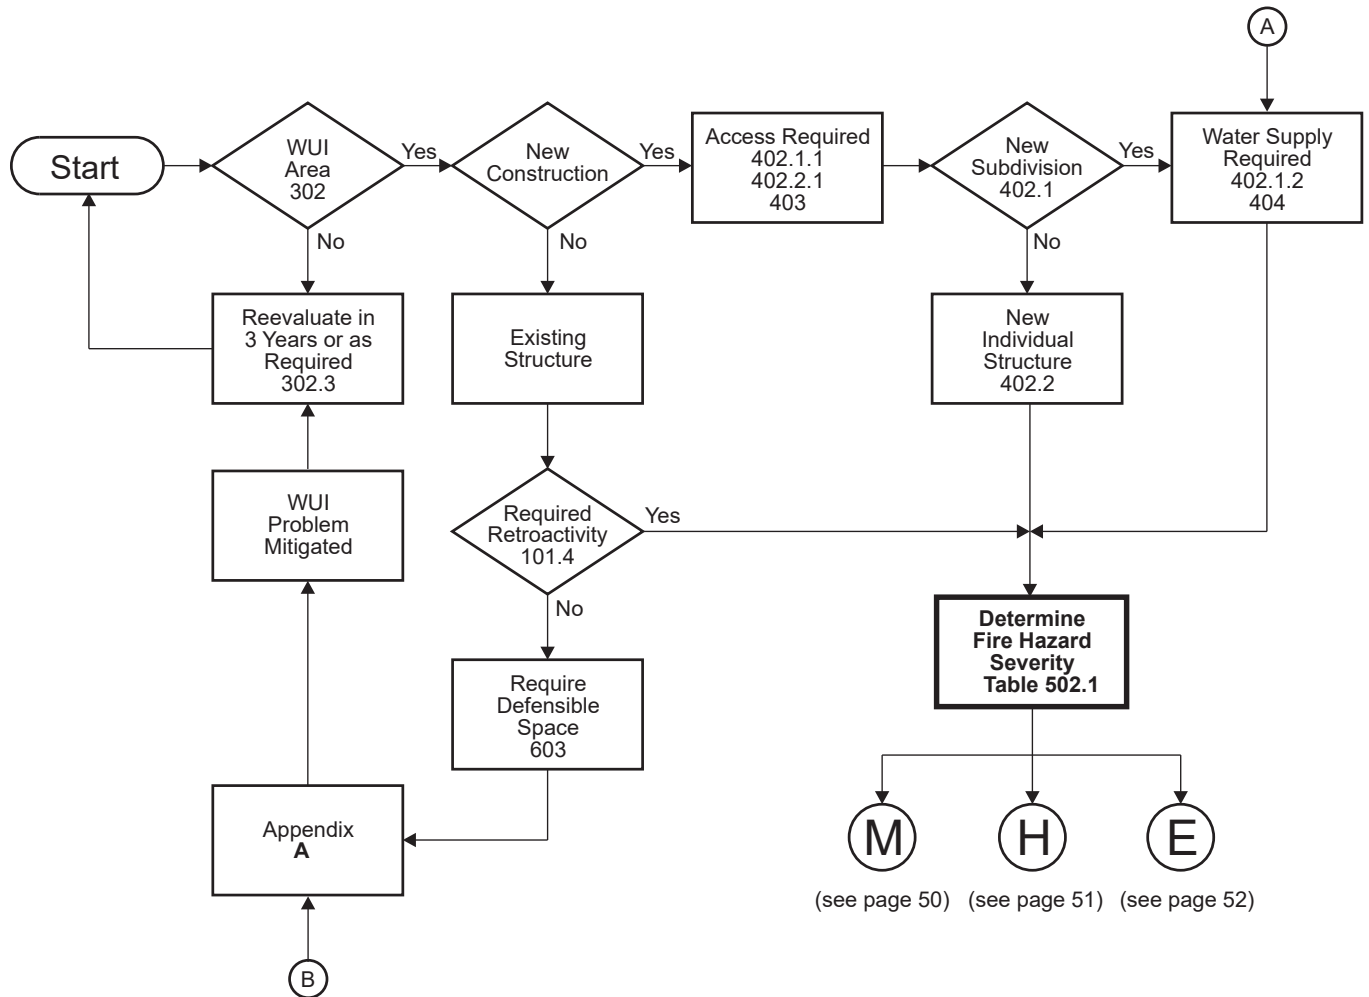 A
Start
WUI
Area
302
Yes
New
Construction
Yes
Access Required
402.1.1
402.2.1
403
New
Subdivision
402.1
Yes
Water Supply
Required
402.1.2
404
No
No
No
Reevaluate in
3 Years or as
Required
302.3
Existing
Structure
New
Individual
Structure
402.2
WUI
Problem
Mitigated
Required
Retroactivity
101.4
Yes
No
Determine
Fire Hazard
Severity
Table 502.1
Require
Defensible
Space
603
Appendix
A
M
H
E
(see page 50)
(see page 51)
(see page 52)
B